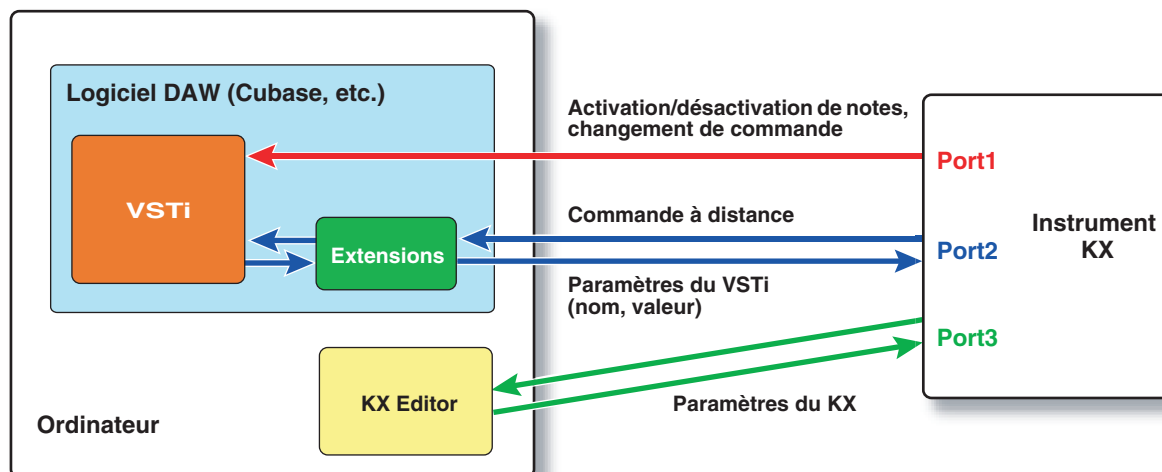 Logiciel DAW (Cubase, etc.)
VSTi
Extensions
KX Editor
Ordinateur
Activation/désactivation de notes,
changement de commande
Commande à distance
Paramètres du VSTi
(nom, valeur)
Paramètres du KX
Port1
Port2
Port3
Instrument
KX